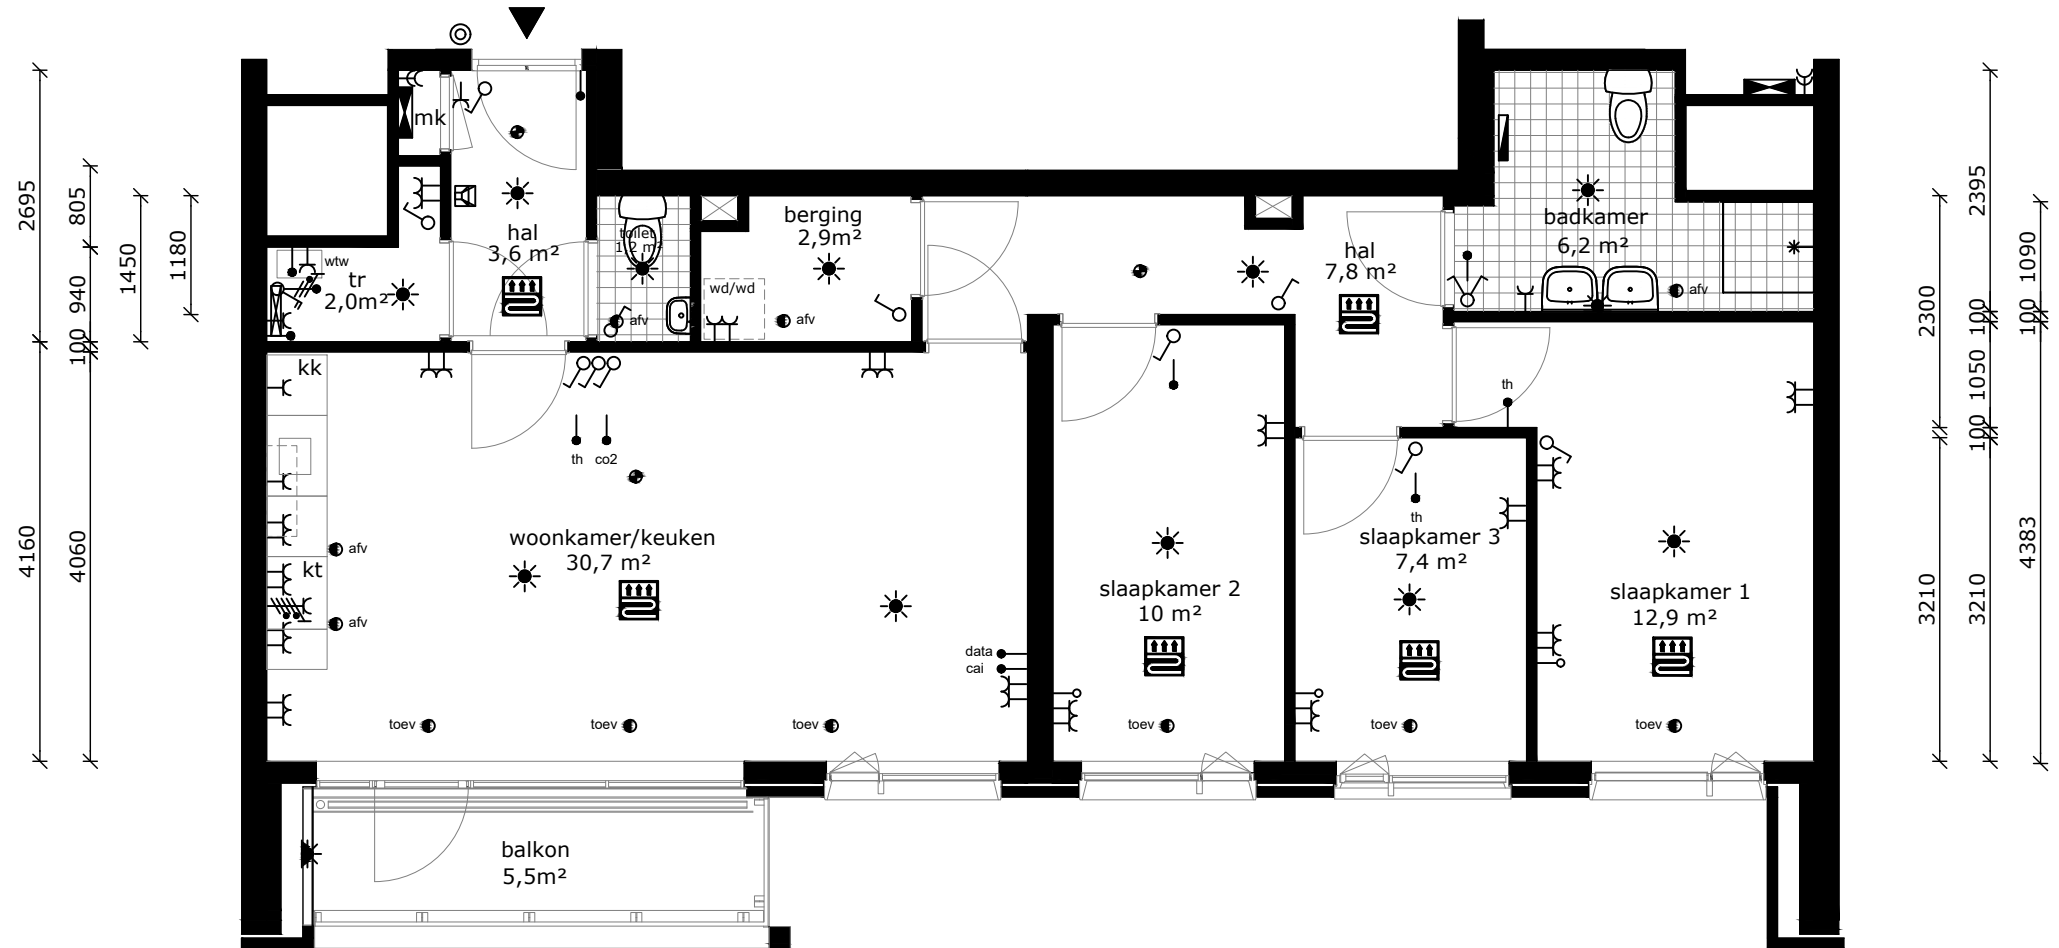 mk
hal
3,6 m²
toilet
1,2 m²
berging
2,9m²
hal
7,8 m²
badkamer
6,2 m²
wtw
tr
2,0m²
afv
wd/wd
afv
afv
kk
th
co2
th
th
woonkamer/keuken
30,7 m²
afv
kt
afv
slaapkamer 2
10 m²
slaapkamer 3
7,4 m²
slaapkamer 1
12,9 m²
data
cai
toev
toev
toev
toev
toev
toev
balkon
5,5m²
2695
4160
805
940
100
4060
1450
1180
2300
3210
2395
100
1050
100
3210
1090
100
4383